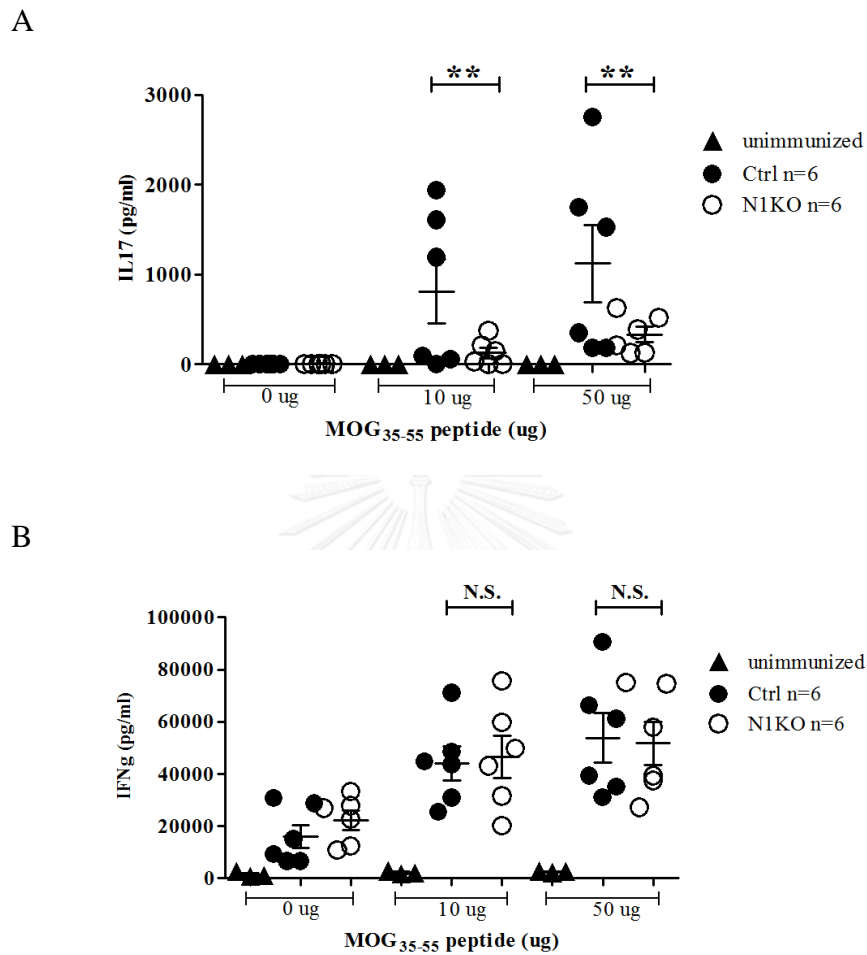 A
** **
3000
2000
1000
0
IL17 (pg/ml)
unimmunized
Ctrl n=6
N1KO n=6
0 ug 10 ug 50 ug
MOG35-55 peptide (ug)
B
N.S. N.S.
100000
80000
60000
40000
20000
0
IFNg (pg/ml)
unimmunized
Ctrl n=6
N1KO n=6
0 ug 10 ug 50 ug
MOG35-55 peptide (ug)